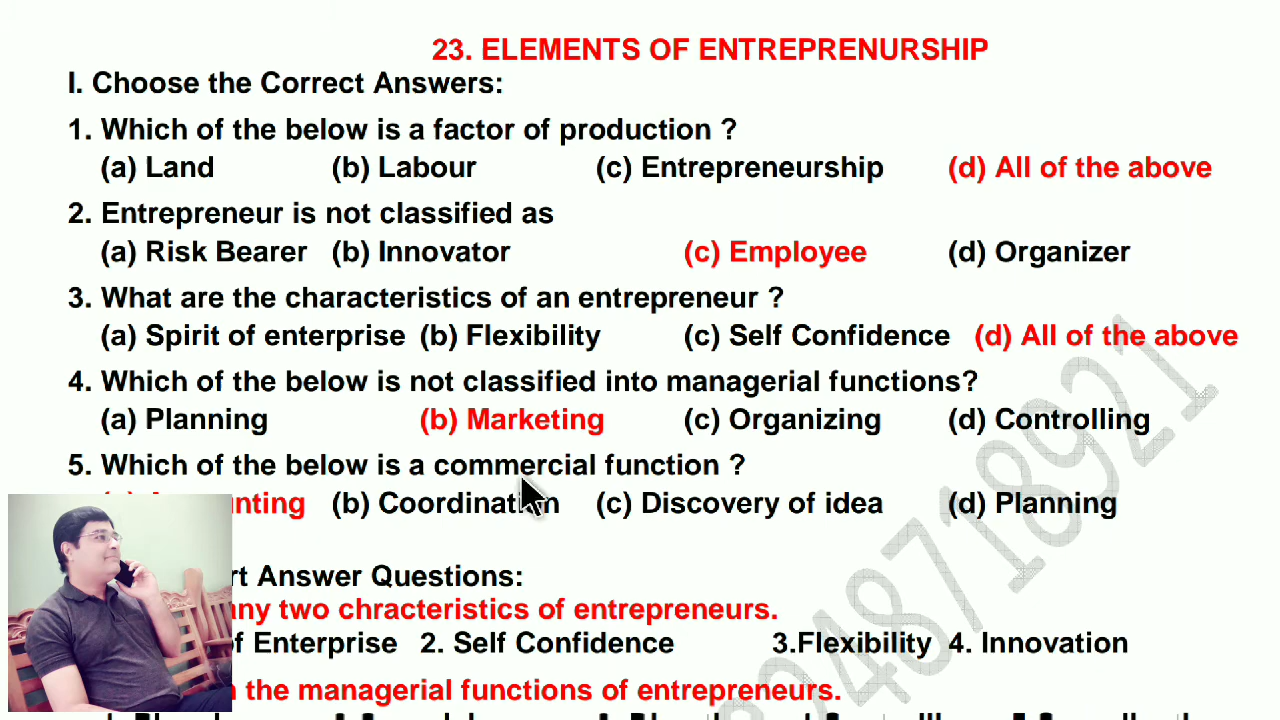 23. ELEMENTS OF ENTREPRENURSHIP
I. Choose the Correct Answers:
1. Which of the below is a factor of production ?
(a) Land (b) Labour (c) Entrepreneurship (d) All of the above
2. Entrepreneur is not classified as
(a) Risk Bearer (b) Innovator (c) Employee (d) Organizer
3. What are the characteristics of an entrepreneur ?
(a) Spirit of enterprise (b) Flexibility (c) Self Confidence (d) All of the above
4. Which of the below is not classified into managerial functions?
(a) Planning (b) Marketing (c) Organizing (d) Controlling
5. Which of the below is a commercial function ?
(b) Coordination (c) Discovery of idea (d) Planning
Answer Questions:
two chracteristics of entrepreneurs.
of Enterprise 2. Self Confidence 3.Flexibility 4. Innovation
the managerial functions of entrepreneurs.